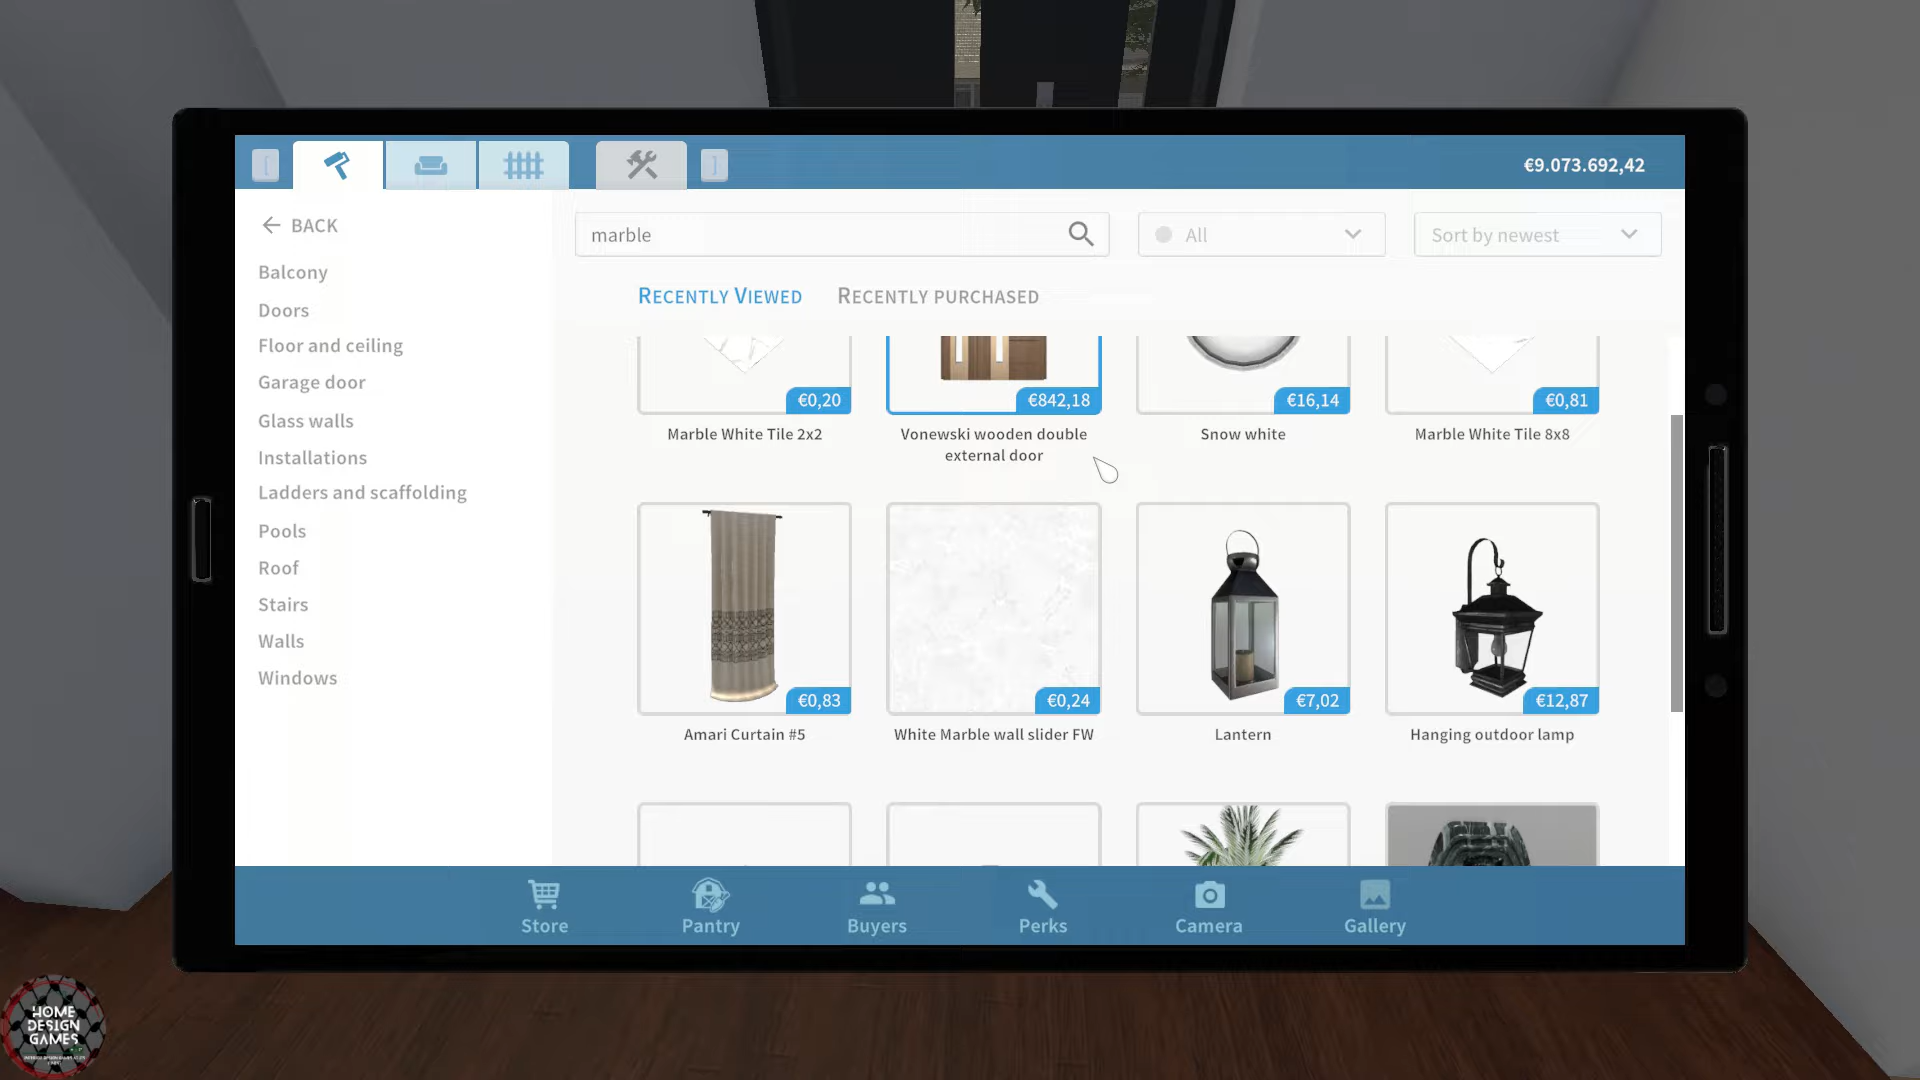 [
]
€9.073.692,42
BACK
marble
All
Sort by newest
Balcony
Doors
Floor and ceiling
Garage door
Glass walls
Installations
Ladders and scaffolding
Pools
Roof
Stairs
Walls
Windows
RECENTLY VIEWED
RECENTLY PURCHASED
€0,20
€842,18
€16,14
€0,81
Marble White Tile 2x2
Vonewski wooden double
external door
Snow white
Marble White Tile 8x8
€0,83
€0,24
€7,02
€12,87
Amari Curtain #5
White Marble wall slider FW
Lantern
Hanging outdoor lamp
Store
Pantry
Buyers
Perks
Camera
Gallery
HOME
DESIGN
GAMES